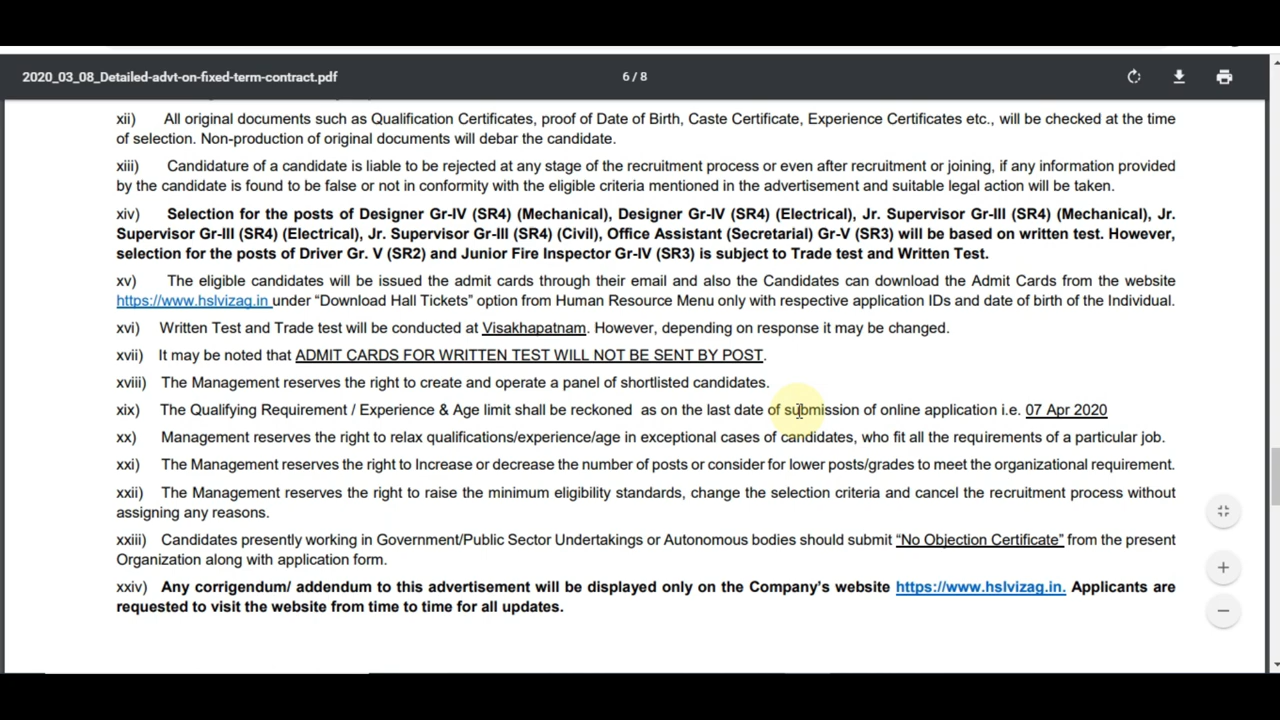 2020_03_08_Detailed-advt-on-fixed-term-contract.pdf
6 / 8
xii) All original documents such as Qualification Certificates, proof of Date of Birth, Caste Certificate, Experience Certificates etc., will be checked at the time
of selection. Non-production of original documents will debar the candidate.
xiii) Candidature of a candidate is liable to be rejected at any stage of the recruitment process or even after recruitment or joining, if any information provided
by the candidate is found to be false or not in conformity with the eligible criteria mentioned in the advertisement and suitable legal action will be taken.
xiv) Selection for the posts of Designer Gr-IV (SR4) (Mechanical), Designer Gr-IV (SR4) (Electrical), Jr. Supervisor Gr-III (SR4) (Mechanical), Jr.
Supervisor Gr-III (SR4) (Electrical), Jr. Supervisor Gr-III (SR4) (Civil), Office Assistant (Secretarial) Gr-V (SR3) will be based on written test. However,
selection for the posts of Driver Gr. V (SR2) and Junior Fire Inspector Gr-IV (SR3) is subject to Trade test and Written Test.
xv) The eligible candidates will be issued the admit cards through their email and also the Candidates can download the Admit Cards from the website
https://www.hslvizag.in under “Download Hall Tickets” option from Human Resource Menu only with respective application IDs and date of birth of the Individual.
xvi) Written Test and Trade test will be conducted at Visakhapatnam. However, depending on response it may be changed.
xvii) It may be noted that ADMIT CARDS FOR WRITTEN TEST WILL NOT BE SENT BY POST.
xviii) The Management reserves the right to create and operate a panel of shortlisted candidates.
xix) The Qualifying Requirement / Experience & Age limit shall be reckoned as on the last date of submission of online application i.e. 07 Apr 2020
xx) Management reserves the right to relax qualifications/experience/age in exceptional cases of candidates, who fit all the requirements of a particular job.
xxi) The Management reserves the right to Increase or decrease the number of posts or consider for lower posts/grades to meet the organizational requirement.
xxii) The Management reserves the right to raise the minimum eligibility standards, change the selection criteria and cancel the recruitment process without
assigning any reasons.
xxiii) Candidates presently working in Government/Public Sector Undertakings or Autonomous bodies should submit “No Objection Certificate” from the present
Organization along with application form.
xxiv) Any corrigendum/ addendum to this advertisement will be displayed only on the Company’s website https://www.hslvizag.in. Applicants are
requested to visit the website from time to time for all updates.